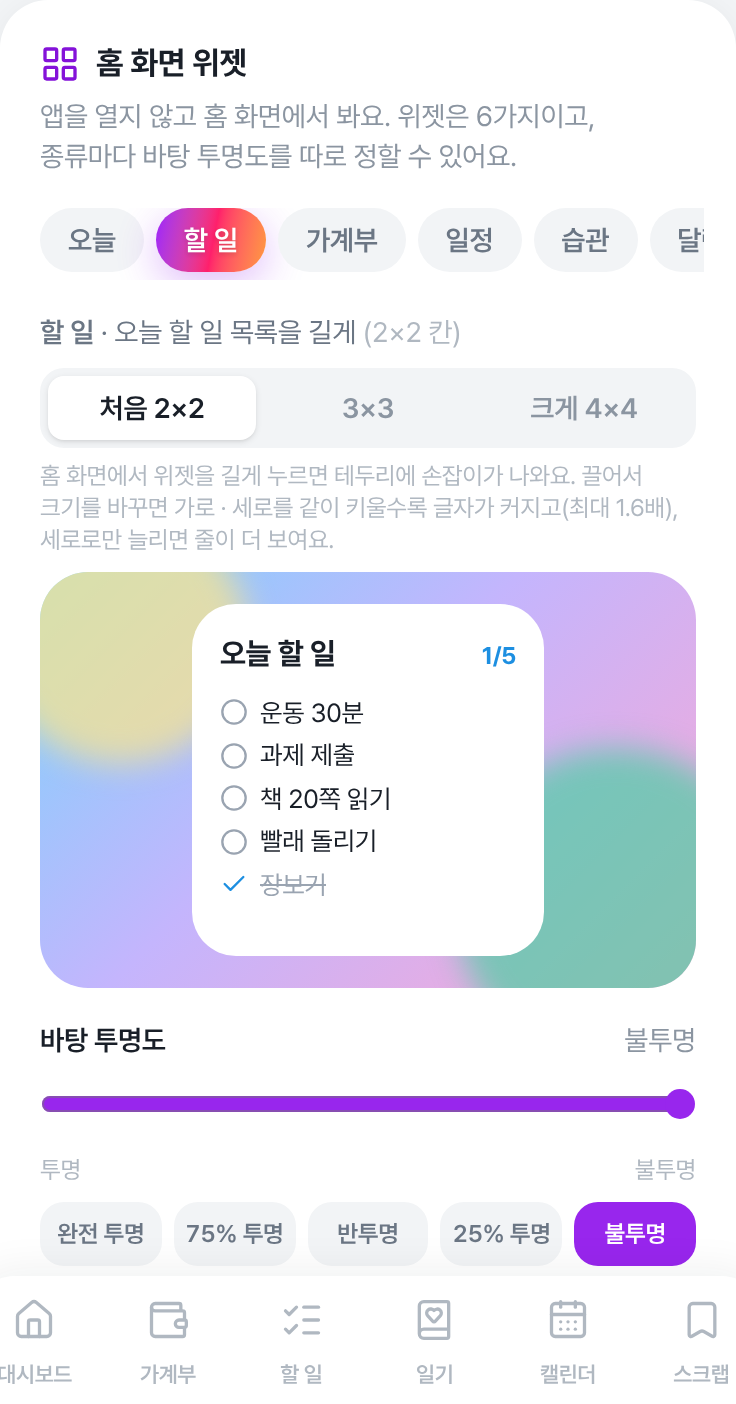 홈 화면 위젯
앱을 열지 않고 홈 화면에서 봐요. 위젯은 6가지이고,
종류마다 바탕 투명도를 따로 정할 수 있어요.
오늘 할 일 가계부 일정 습관
할 일 · 오늘 할 일 목록을 길게 (2×2 칸)
처음 2×2 3×3 크게 4×4
홈 화면에서 위젯을 길게 누르면 테두리에 손잡이가 나와요. 끌어서
크기를 바꾸면 가로 · 세로를 같이 키울수록 글자가 커지고(최대 1.6배),
세로로만 늘리면 줄이 더 보여요.
오늘 할 일 1/5
운동 30분
과제 제출
책 20쪽 읽기
빨래 돌리기
장보기
바탕 투명도 불투명
투명 불투명
완전 투명 75% 투명 반투명 25% 투명 불투명
대시보드 가계부 할 일 일기 캘린더 스크랩